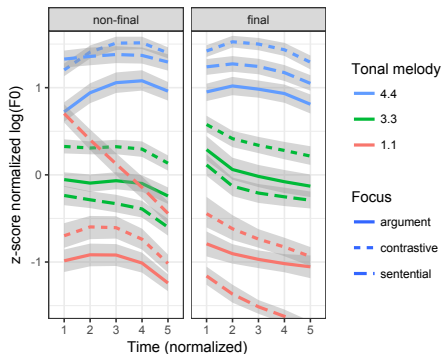 non-final
final
z-score normalized log(F0)
1
0
-1
1 2 3 4 5
1 2 3 4 5
Time (normalized)
Tonal melody
4.4
3.3
1.1
Focus
argument
contrastive
sentential